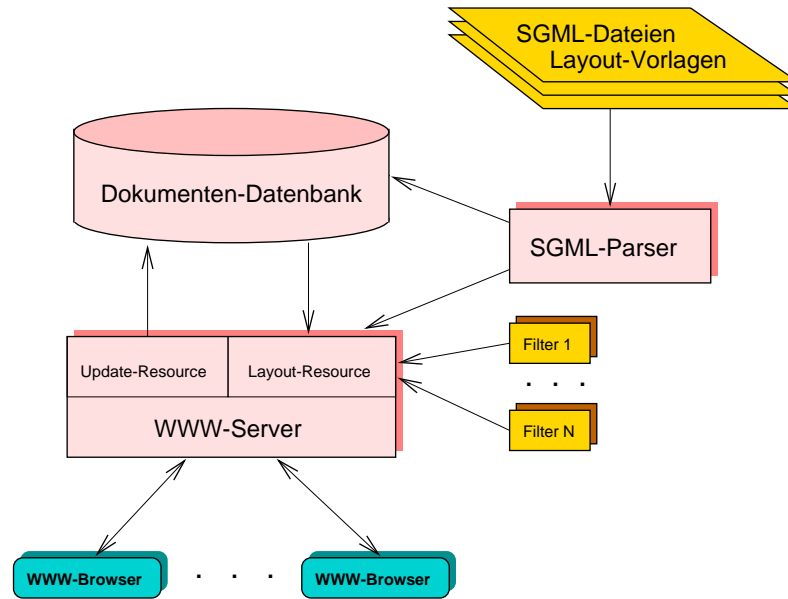 SGML-Dateien
Layout-Vorlagen
Dokumenten-Datenbank
SGML-Parser
Filter 1
Update-Resource
Layout-Resource
. . .
Filter N
WWW-Server
WWW-Browser
. . .
WWW-Browser